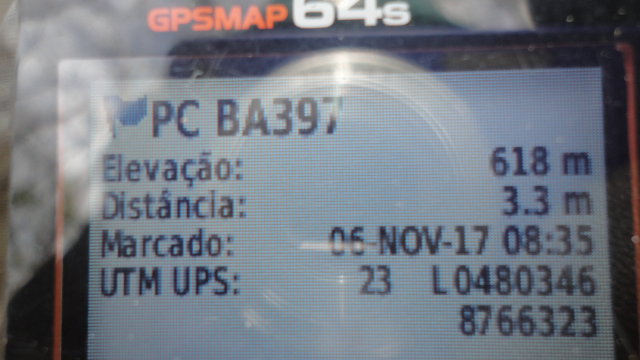 GPSMAP 64s
PC BA397
Elevação: 618 m
Distância: 3.3 m
Marcado: 06-NOV-17 08:35
UTM UPS: 23 L 0480346
8766323